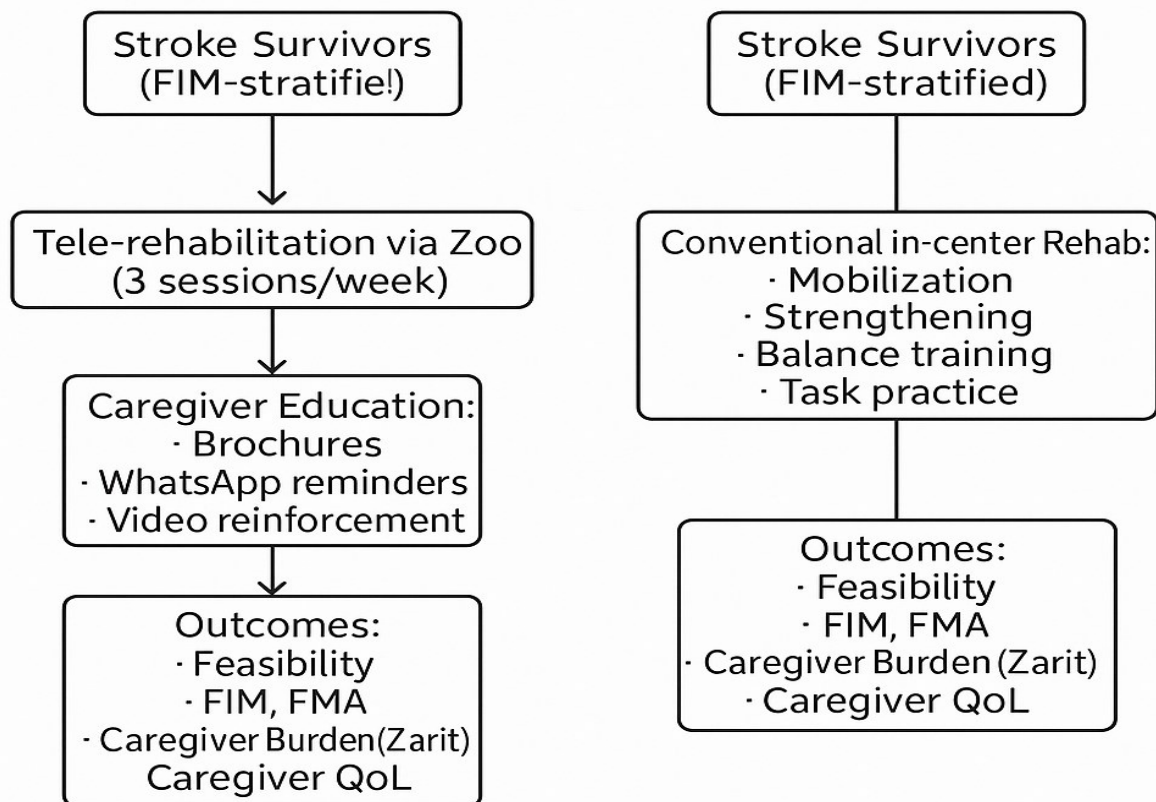 Stroke Survivors
(FIM-stratifie!)
Tele-rehabilitation via Zoo
(3 sessions/week)
Caregiver Education:
· Brochures
· WhatsApp reminders
· Video reinforcement
Outcomes:
· Feasibility
· FIM, FMA
· Caregiver Burden(Zarit)
Caregiver QoL
Stroke Survivors
(FIM-stratified)
Conventional in-center Rehab:
· Mobilization
· Strengthening
· Balance training
· Task practice
Outcomes:
· Feasibility
· FIM, FMA
· Caregiver Burden (Zarit)
· Caregiver QoL